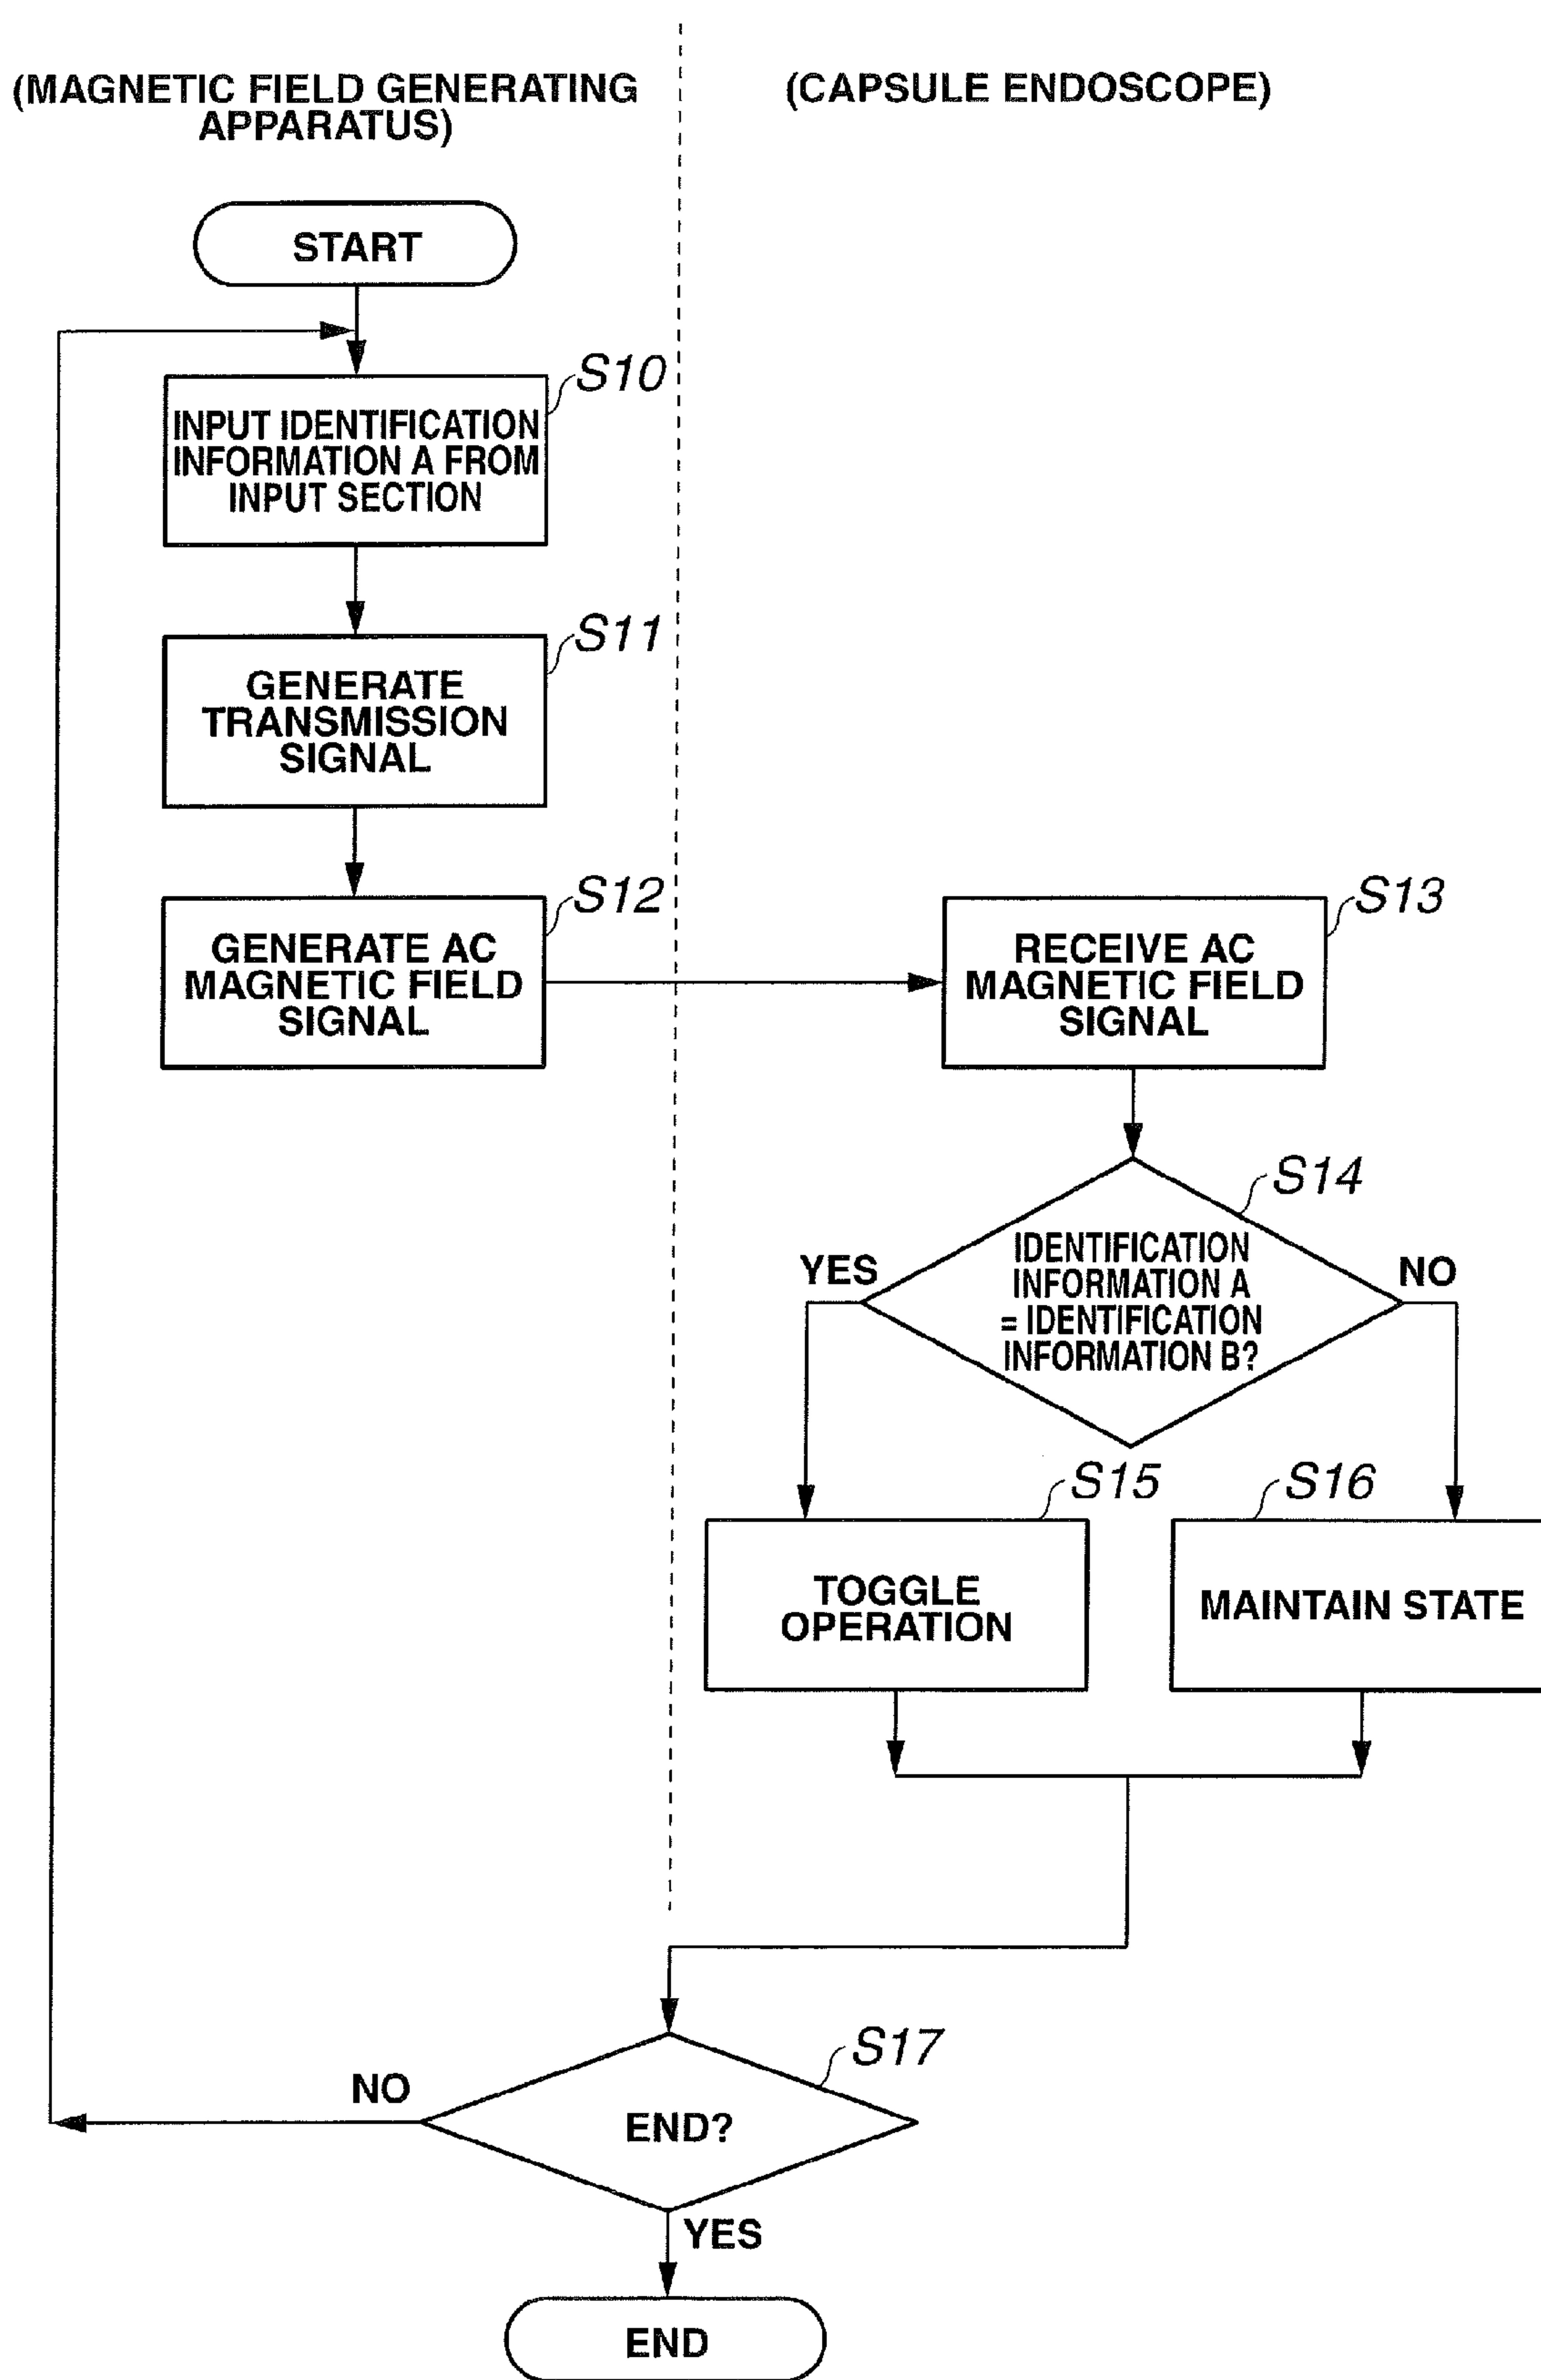 (MAGNETIC FIELD GENERATING
APPARATUS)
(CAPSULE ENDOSCOPE)
START
S10
INPUT IDENTIFICATION
INFORMATION A FROM
INPUT SECTION
S11
GENERATE
TRANSMISSION
SIGNAL
S12
GENERATE AC
MAGNETIC FIELD
SIGNAL
S13
RECEIVE AC
MAGNETIC FIELD
SIGNAL
S14
IDENTIFICATION
INFORMATION A
= IDENTIFICATION
INFORMATION B?
YES
NO
S15
TOGGLE
OPERATION
S16
MAINTAIN STATE
S17
END?
NO
YES
END